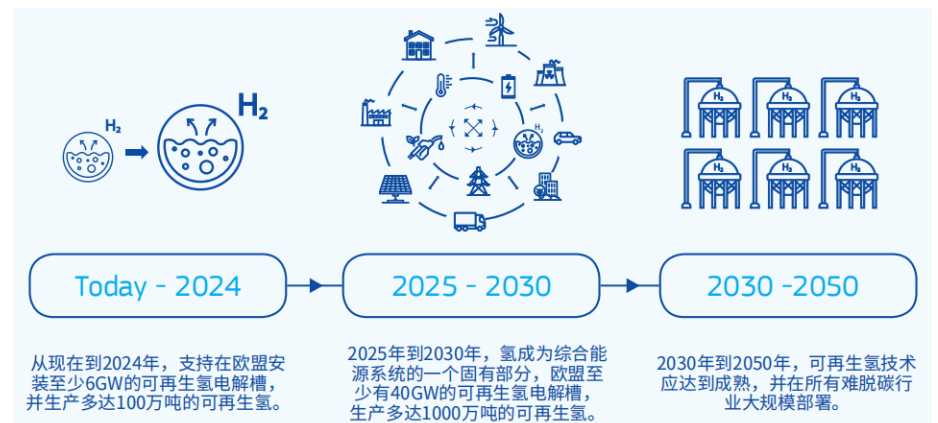 H₂
H₂
H₂
H₂
H₂
H₂
H₂
H₂
H₂
Today - 2024
2025 - 2030
2030 -2050
从现在到2024年，支持在欧盟安
装至少6GW的可再生氢电解槽，
并生产多达100万吨的可再生氢。
2025年到2030年，氢成为综合能
源系统的一个固有部分，欧盟至
少有40GW的可再生氢电解槽，
生产多达1000万吨的可再生氢。
2030年到2050年，可再生氢技术
应达到成熟，并在所有难脱碳行
业大规模部署。